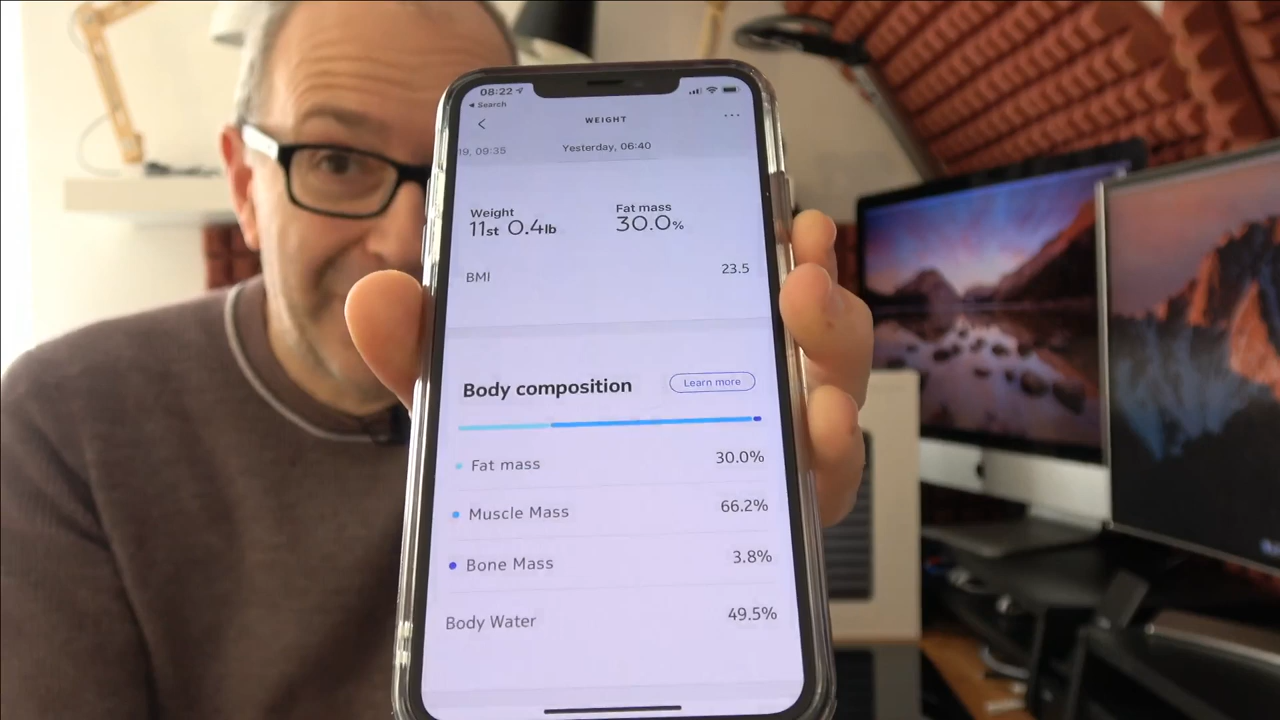 08:22
Search
WEIGHT
19, 09:35 Yesterday, 06:40
Weight Fat mass
11st 0.4lb 30.0%
BMI 23.5
Body composition Learn more
Fat mass 30.0%
Muscle Mass 66.2%
Bone Mass 3.8%
Body Water 49.5%